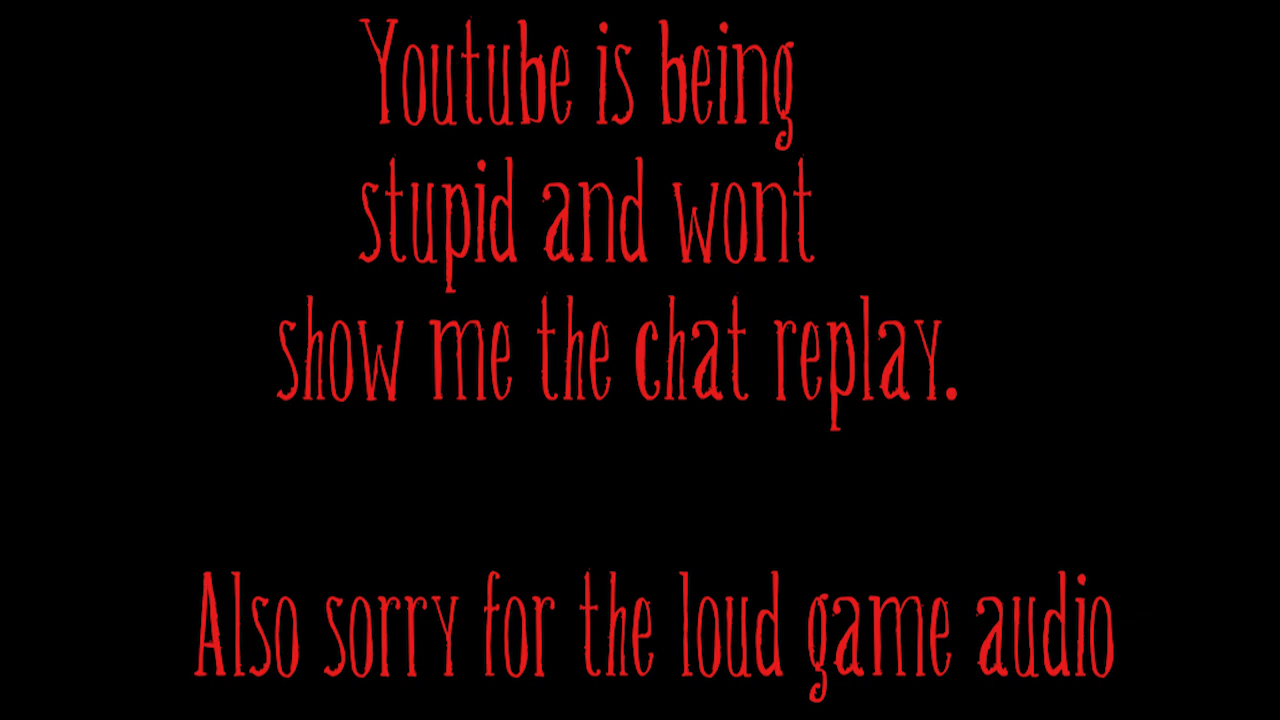 Youtube is being
stupid and wont
show me the chat replay.
Also sorry for the loud game audio